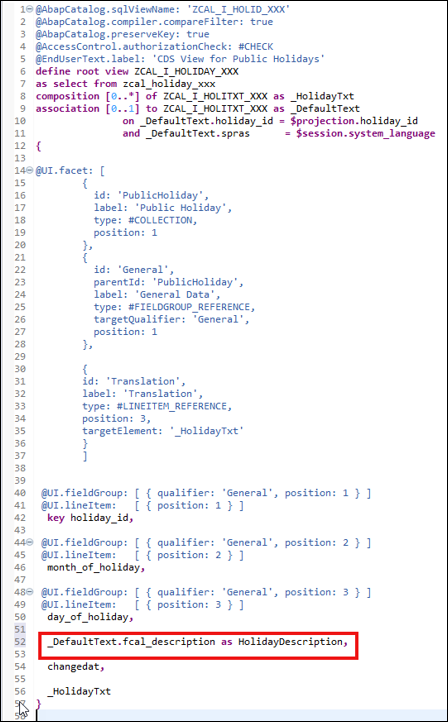 1 @AbapCatalog.sqlViewName: 'ZCAL_I_HOLID_XXX'
2 @AbapCatalog.compiler.compareFilter: true
3 @AbapCatalog.preserveKey: true
4 @AccessControl.authorizationCheck: #CHECK
5 @EndUserText.label: 'CDS View for Public Holidays'
6 define root view ZCAL_I_HOLIDAY_XXX
7 as select from zcal_holiday_xxx
8 composition [0..*] of ZCAL_I_HOLITXT_XXX as _HolidayTxt
9 association [0..1] to ZCAL_I_HOLITXT_XXX as _DefaultText
10 on _DefaultText.holiday_id = $projection.holiday_id
11 and _DefaultText.spras = $session.system_language
12 {
13
14 @UI.facet: [
15 {
16 id: 'PublicHoliday',
17 label: 'Public Holiday',
18 type: #COLLECTION,
19 position: 1
20 },
21 {
22 id: 'General',
23 parentId: 'PublicHoliday',
24 label: 'General Data',
25 type: #FIELDGROUP_REFERENCE,
26 targetQualifier: 'General',
27 position: 1
28 },
29
30 {
31 id: 'Translation',
32 label: 'Translation',
33 type: #LINEITEM_REFERENCE,
34 position: 3,
35 targetElement: '_HolidayTxt'
36 }
37 ]
38
39
40 @UI.fieldGroup: [ { qualifier: 'General', position: 1 } ]
41 @UI.lineItem: [ { position: 1 } ]
42 key holiday_id,
43
44 @UI.fieldGroup: [ { qualifier: 'General', position: 2 } ]
45 @UI.lineItem: [ { position: 2 } ]
46 month_of_holiday,
47
48 @UI.fieldGroup: [ { qualifier: 'General', position: 3 } ]
49 @UI.lineItem: [ { position: 3 } ]
50 day_of_holiday,
51
52 _DefaultText.fcal_description as HolidayDescription,
53
54 changedat,
55
56 _HolidayTxt
57 }
58